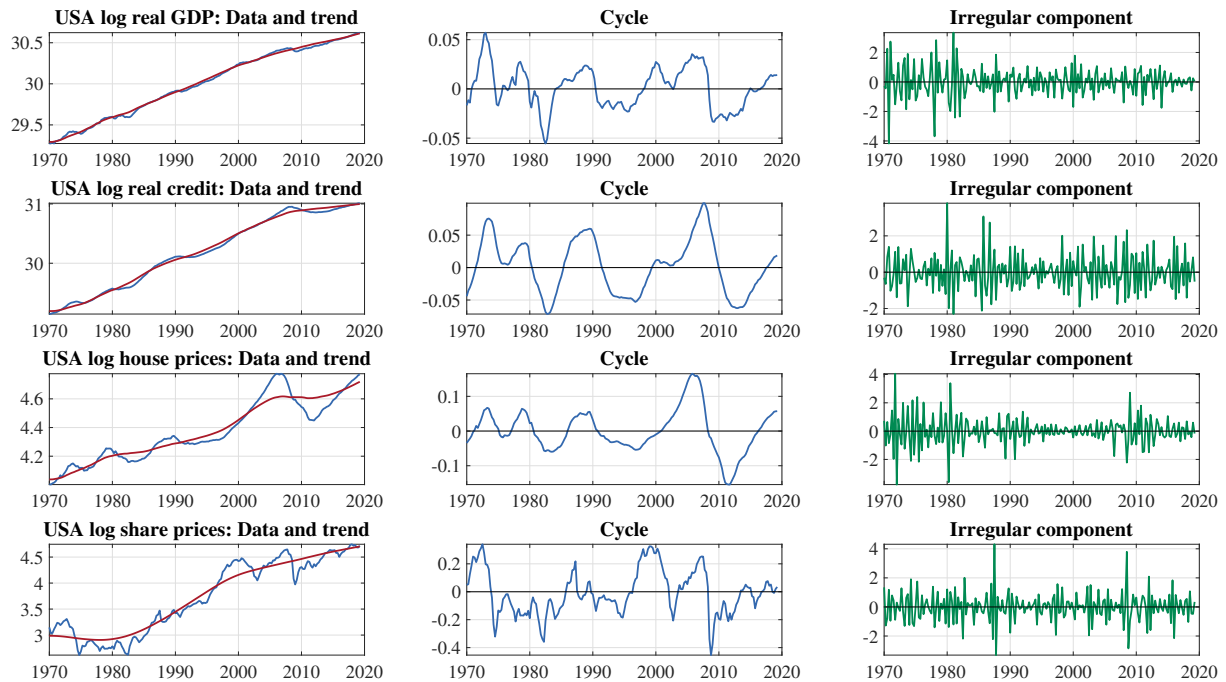 USA log real GDP: Data and trend
30.5
30
29.5
1970 1980 1990 2000 2010 2020
Cycle
0.05
0
-0.05
1970 1980 1990 2000 2010 2020
Irregular component
2
0
-2
-4
1970 1980 1990 2000 2010 2020
USA log real credit: Data and trend
31
30
1970 1980 1990 2000 2010 2020
Cycle
0.05
0
-0.05
1970 1980 1990 2000 2010 2020
Irregular component
2
0
-2
1970 1980 1990 2000 2010 2020
USA log house prices: Data and trend
4.6
4.4
4.2
1970 1980 1990 2000 2010 2020
Cycle
0.1
0
-0.1
1970 1980 1990 2000 2010 2020
Irregular component
4
2
0
-2
1970 1980 1990 2000 2010 2020
USA log share prices: Data and trend
4.5
4
3.5
3
1970 1980 1990 2000 2010 2020
Cycle
0.2
0
-0.2
-0.4
1970 1980 1990 2000 2010 2020
Irregular component
4
2
0
-2
1970 1980 1990 2000 2010 2020